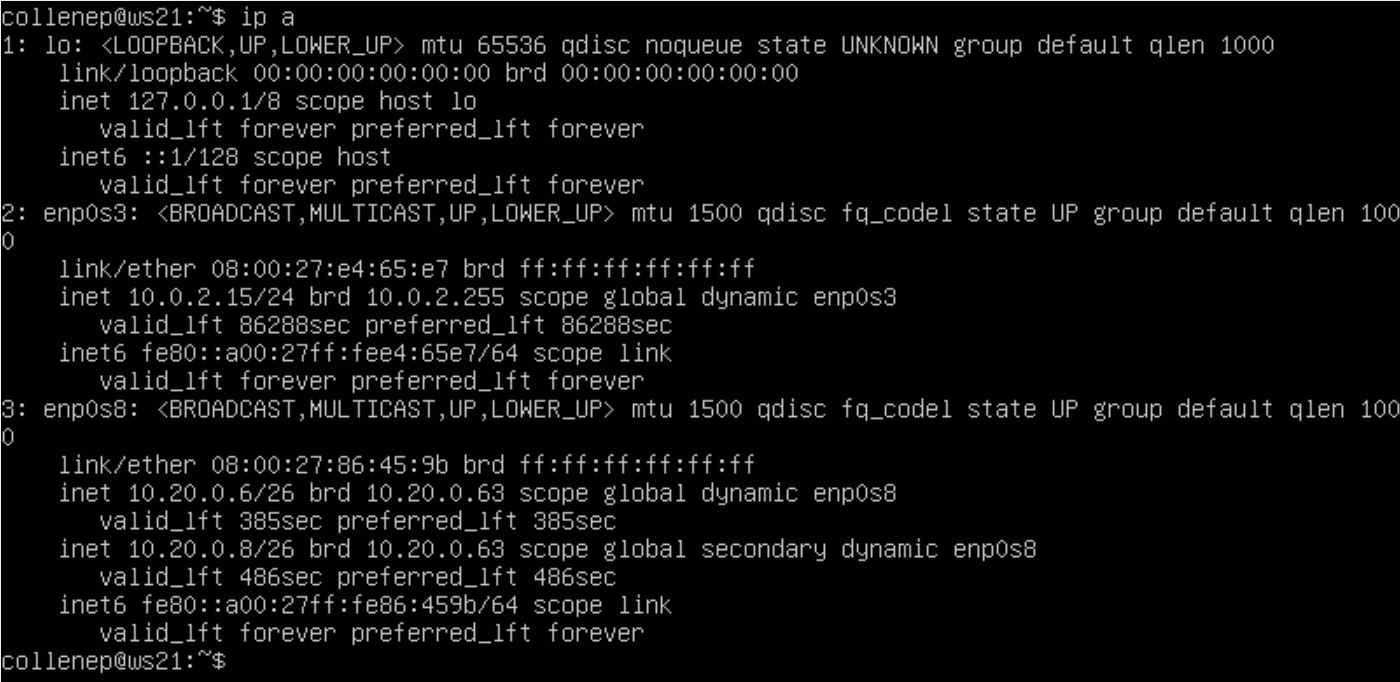 collenep@ws21:~$ ip a
1: lo: <LOOPBACK,UP,LOWER_UP> mtu 65536 qdisc noqueue state UNKNOWN group default qlen 1000
    link/loopback 00:00:00:00:00:00 brd 00:00:00:00:00:00
    inet 127.0.0.1/8 scope host lo
       valid_lft forever preferred_lft forever
    inet6 ::1/128 scope host
       valid_lft forever preferred_lft forever
2: enp0s3: <BROADCAST,MULTICAST,UP,LOWER_UP> mtu 1500 qdisc fq_codel state UP group default qlen 100
0
    link/ether 08:00:27:e4:65:e7 brd ff:ff:ff:ff:ff:ff
    inet 10.0.2.15/24 brd 10.0.2.255 scope global dynamic enp0s3
       valid_lft 86288sec preferred_lft 86288sec
    inet6 fe80::a00:27ff:fee4:65e7/64 scope link
       valid_lft forever preferred_lft forever
3: enp0s8: <BROADCAST,MULTICAST,UP,LOWER_UP> mtu 1500 qdisc fq_codel state UP group default qlen 100
0
    link/ether 08:00:27:86:45:9b brd ff:ff:ff:ff:ff:ff
    inet 10.20.0.6/26 brd 10.20.0.63 scope global dynamic enp0s8
       valid_lft 385sec preferred_lft 385sec
    inet 10.20.0.8/26 brd 10.20.0.63 scope global secondary dynamic enp0s8
       valid_lft 486sec preferred_lft 486sec
    inet6 fe80::a00:27ff:fe86:459b/64 scope link
       valid_lft forever preferred_lft forever
collenep@ws21:~$